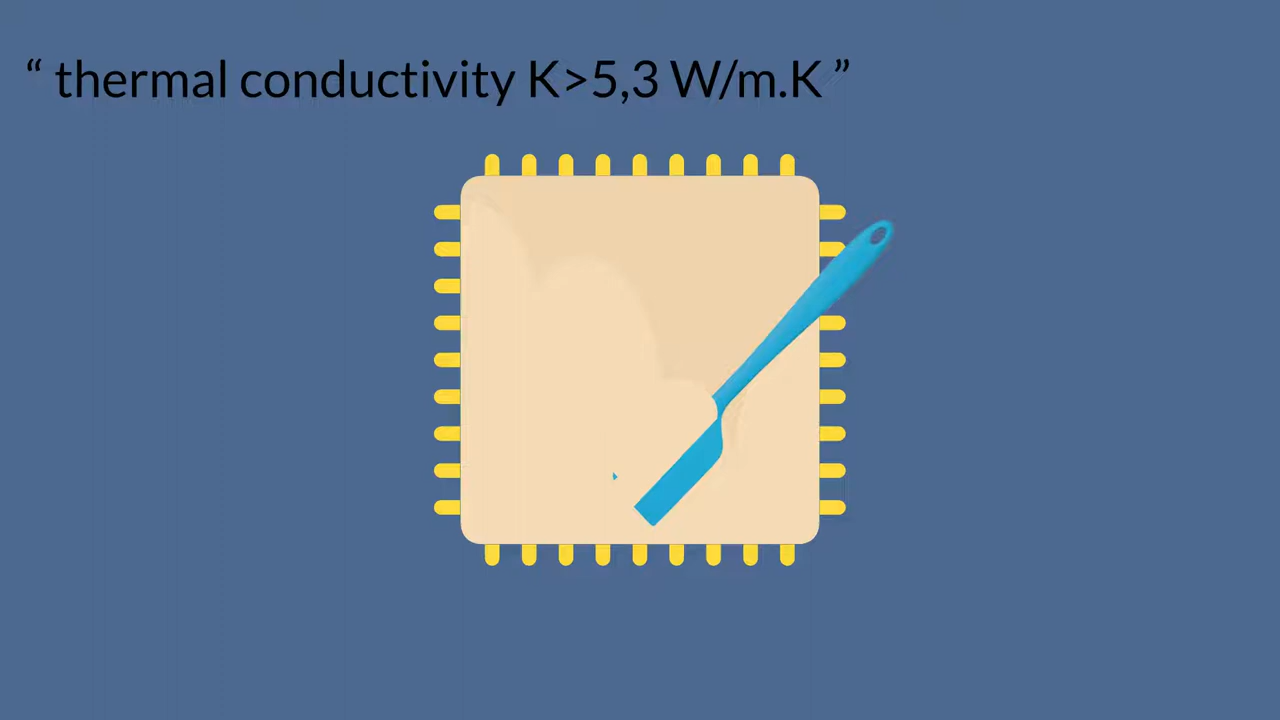 “ thermal conductivity K>5,3 W/m.K ”